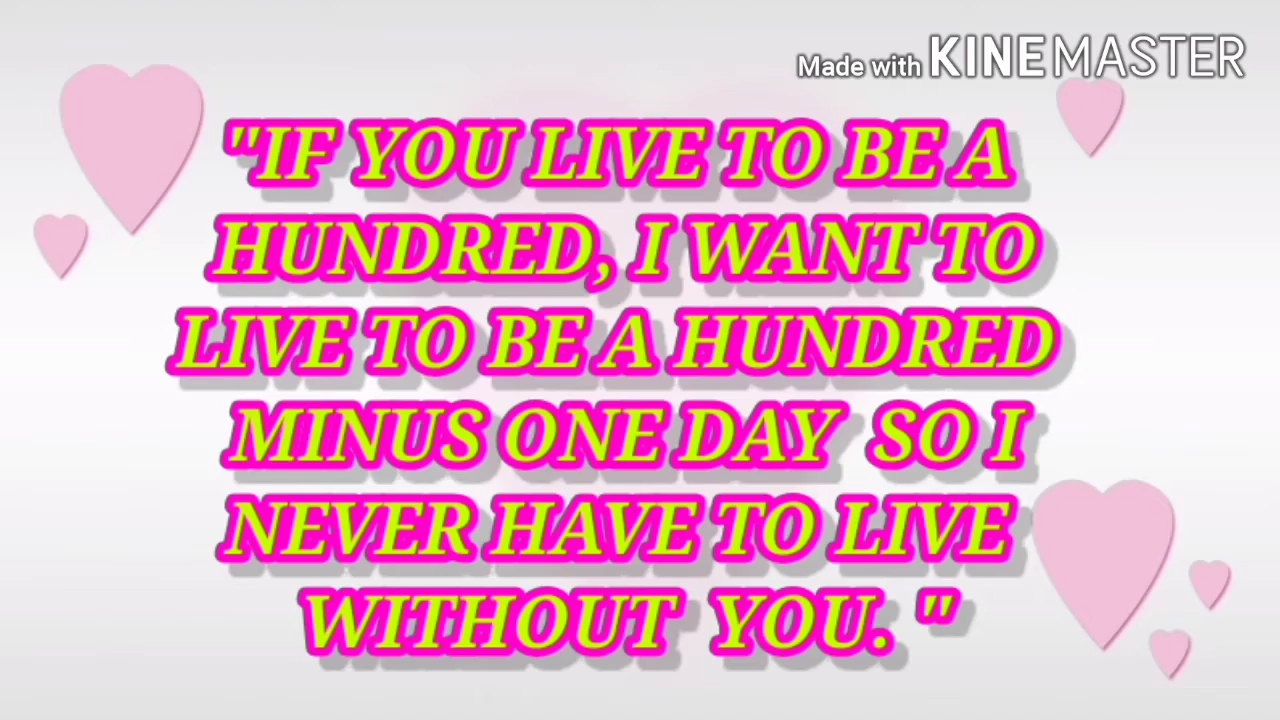 Made with KINEMASTER
"IF YOU LIVE TO BE A
HUNDRED, I WANT TO
LIVE TO BE A HUNDRED
MINUS ONE DAY SO I
NEVER HAVE TO LIVE
WITHOUT YOU. "